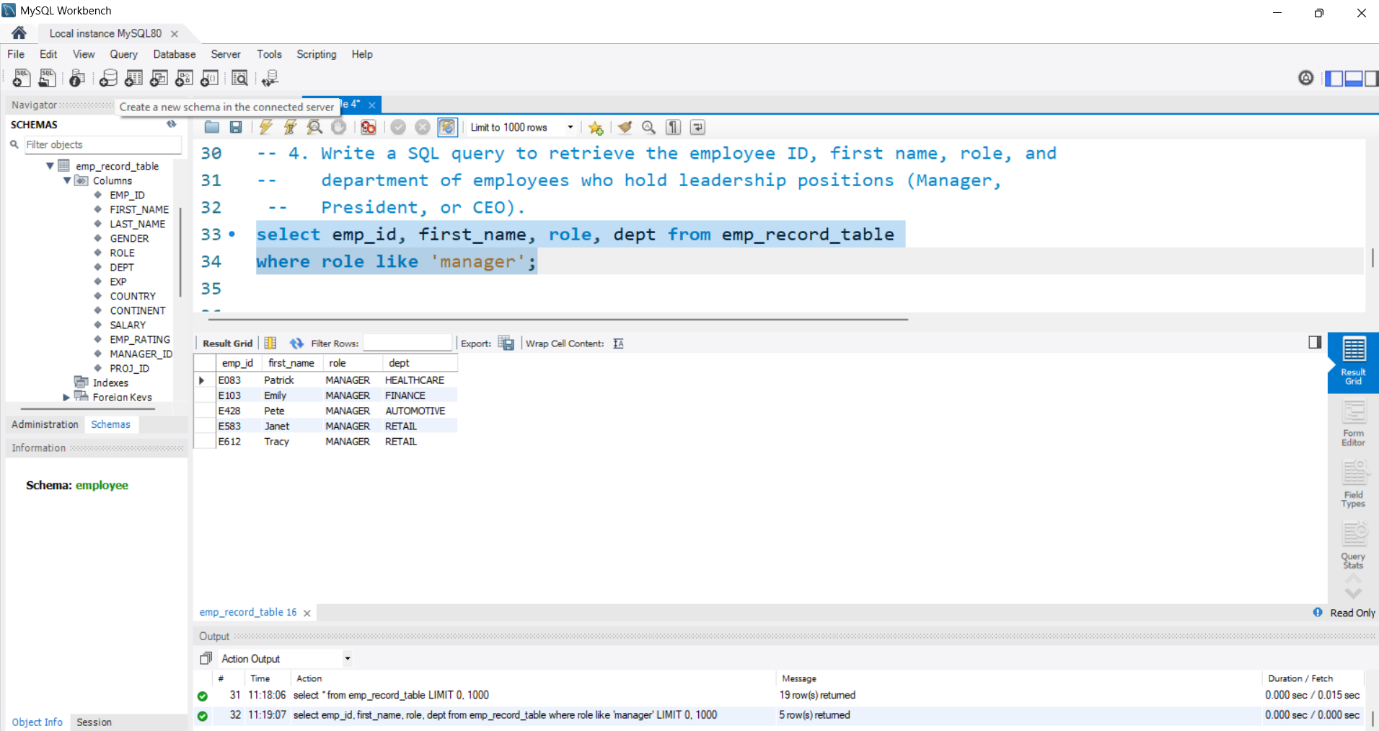 MySQL Workbench
Local instance MySQL80
File Edit View Query Database Server Tools Scripting Help
Navigator
Create a new schema in the connected server
le 4*
SCHEMAS
Filter objects
emp_record_table
Columns
EMP_ID
FIRST_NAME
LAST_NAME
GENDER
ROLE
DEPT
EXP
COUNTRY
CONTINENT
SALARY
EMP_RATING
MANAGER_ID
PROJ_ID
Indexes
Foreign Keys
Administration Schemas
Information
Schema: employee
Object Info Session
Limit to 1000 rows
30 -- 4. Write a SQL query to retrieve the employee ID, first name, role, and
31 -- department of employees who hold leadership positions (Manager,
32 -- President, or CEO).
33 select emp_id, first_name, role, dept from emp_record_table
34 where role like 'manager';
35
Result Grid Filter Rows: Export: Wrap Cell Content:
emp_id first_name role dept
E083 Patrick MANAGER HEALTHCARE
E103 Emily MANAGER FINANCE
E428 Pete MANAGER AUTOMOTIVE
E583 Janet MANAGER RETAIL
E612 Tracy MANAGER RETAIL
Result
Grid
Form
Editor
Field
Types
Query
Stats
emp_record_table 16
Read Only
Output
Action Output
# Time Action Message Duration / Fetch
31 11:18:06 select * from emp_record_table LIMIT 0, 1000 19 row(s) returned 0.000 sec / 0.015 sec
32 11:19:07 select emp_id, first_name, role, dept from emp_record_table where role like 'manager' LIMIT 0, 1000 5 row(s) returned 0.000 sec / 0.000 sec